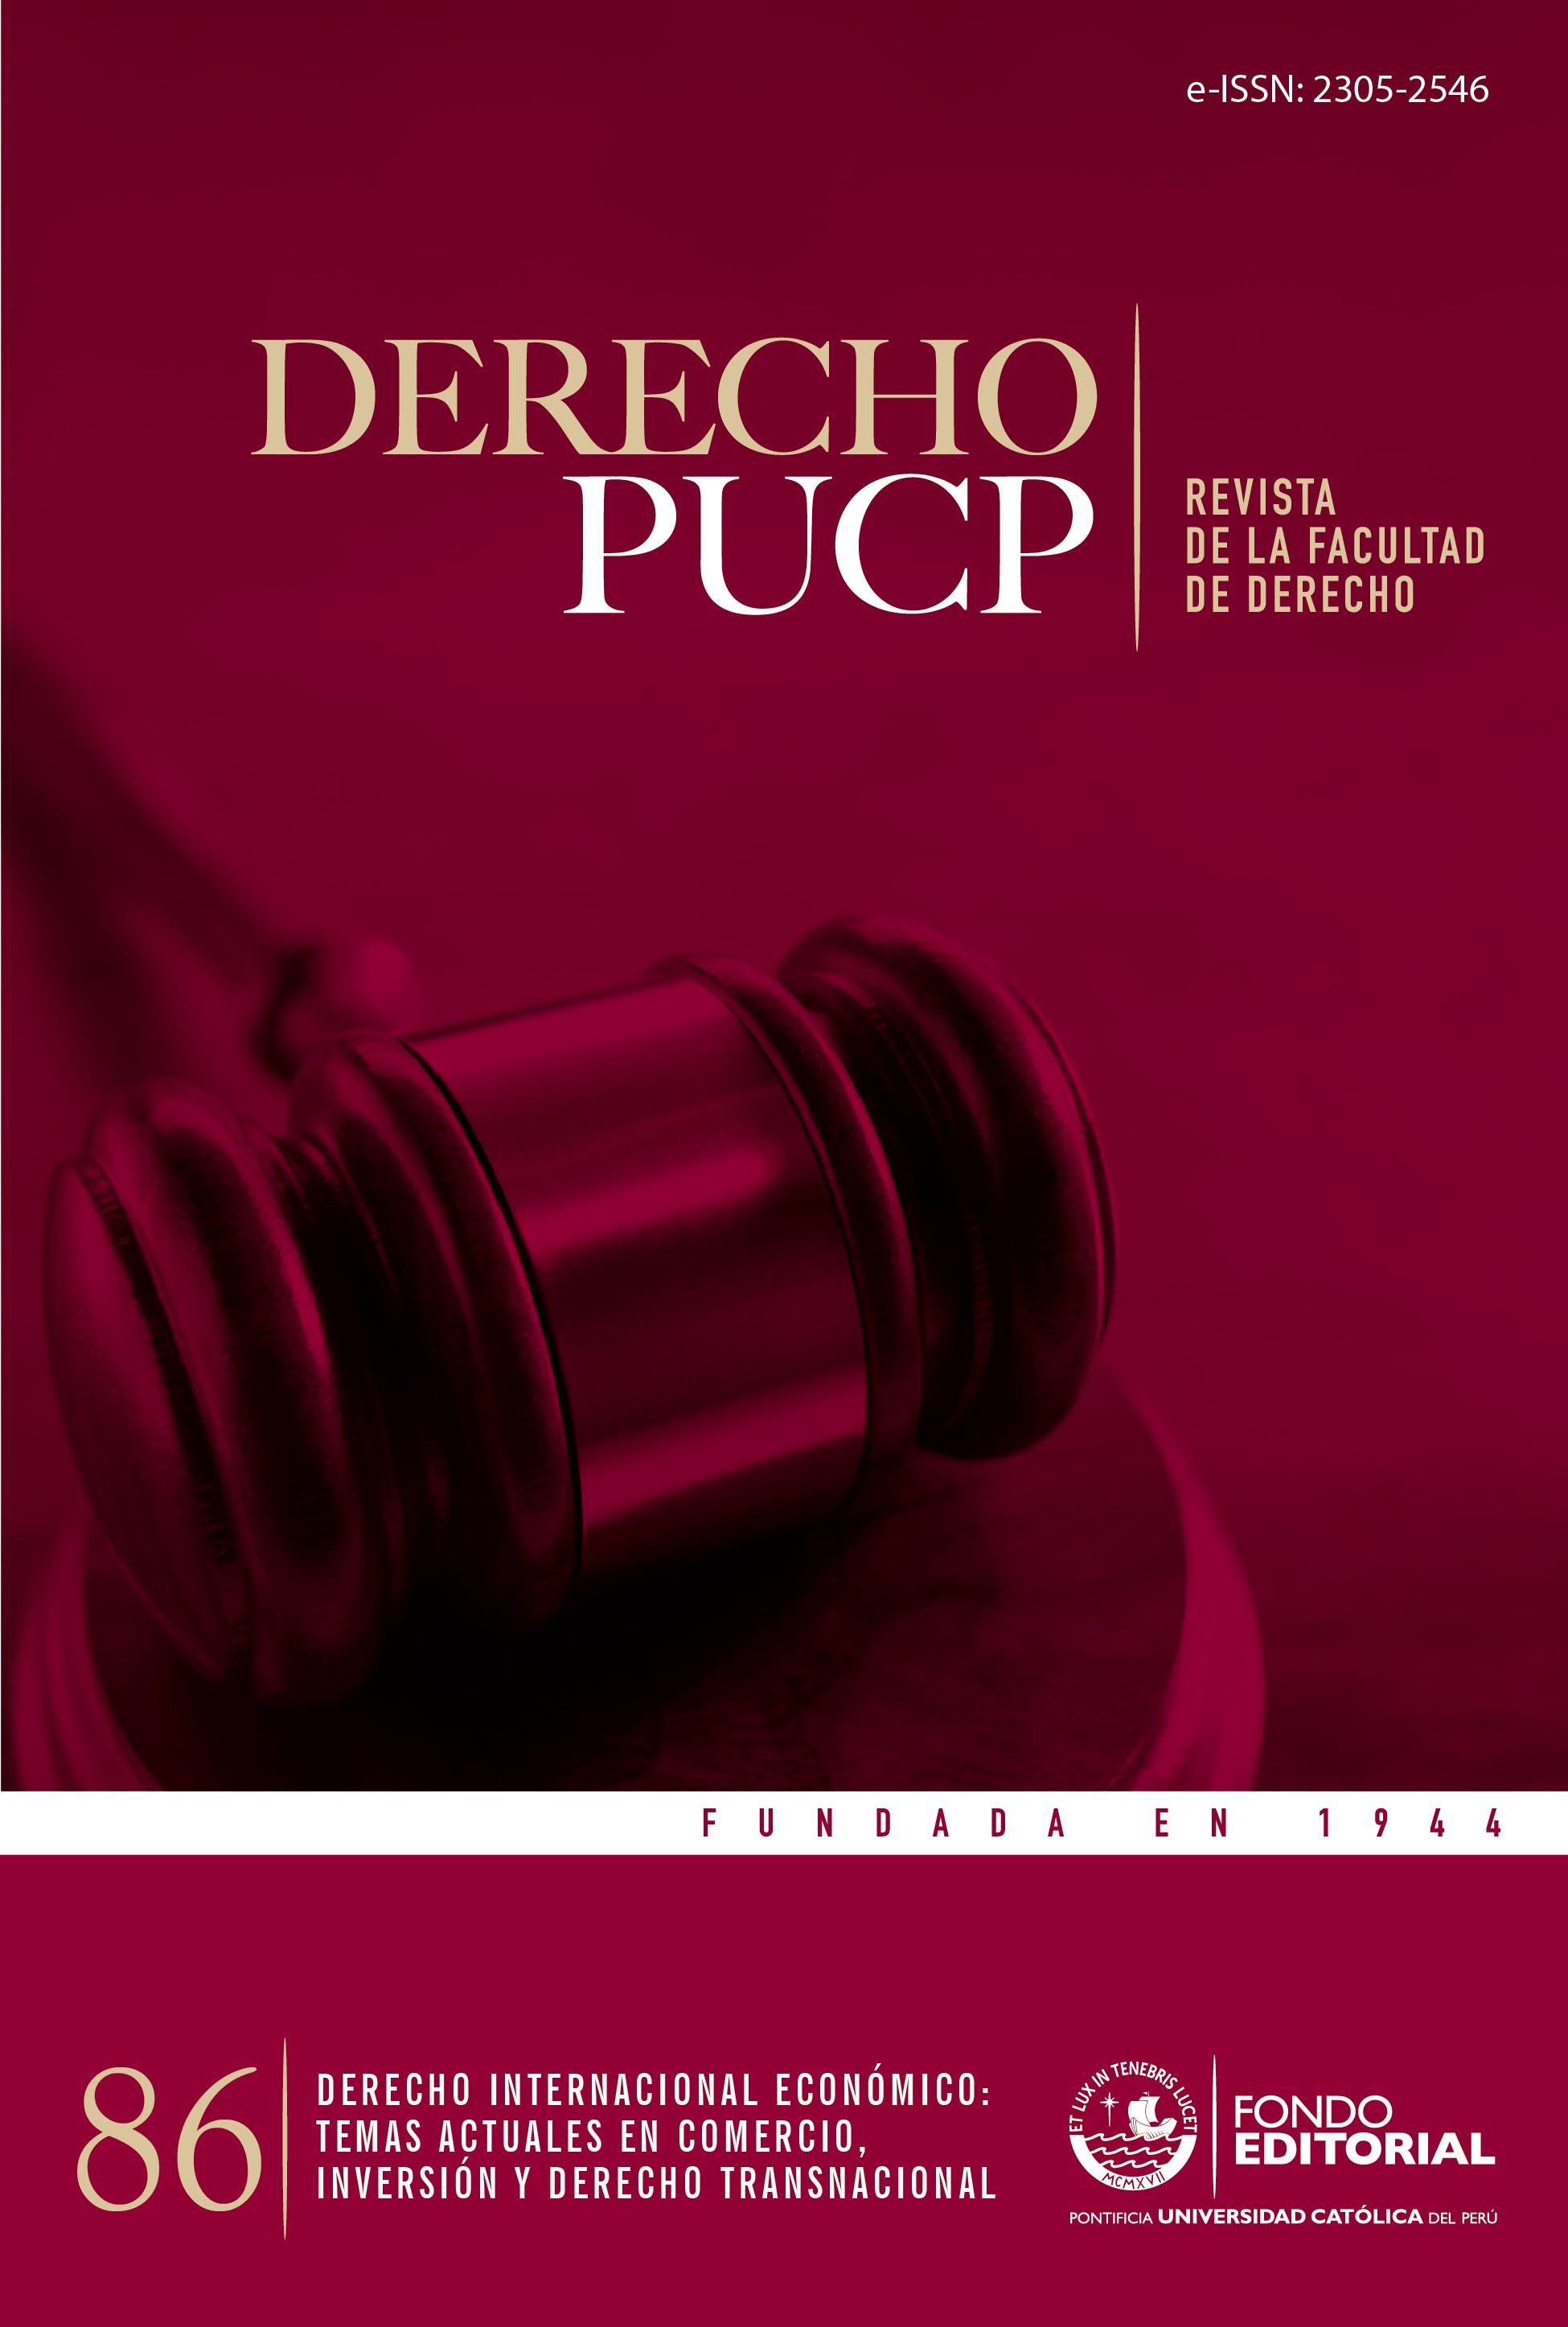 e-ISSN: 2305-2546
DERECHO
PUCP
REVISTA
DE LA FACULTAD
DE DERECHO
FUNDADA EN 1944
86
DERECHO INTERNACIONAL ECONÓMICO:
TEMAS ACTUALES EN COMERCIO,
INVERSIÓN Y DERECHO TRANSNACIONAL
ET LUX IN TENEBRIS LUCET
MCMXVII
FONDO
EDITORIAL
PONTIFICIA UNIVERSIDAD CATÓLICA DEL PERÚ